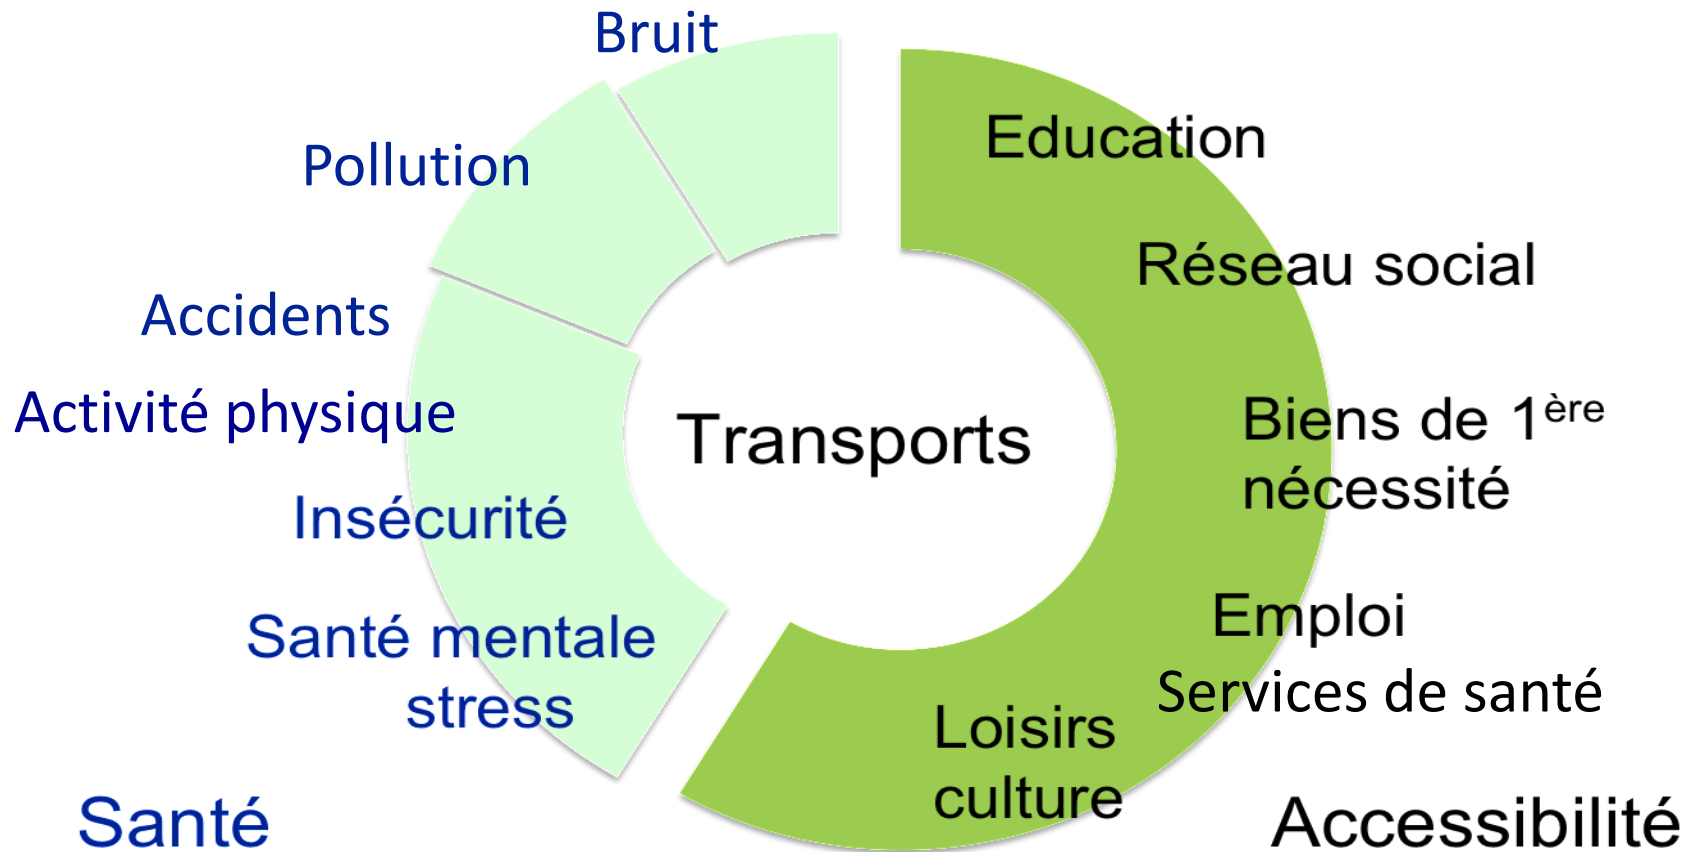 Bruit
Education
Pollution
Réseau social
Accidents
Activité physique
Biens de 1ère
nécessité
Transports
Insécurité
Santé mentale
stress
Emploi
Services de santé
Loisirs
culture
Santé
Accessibilité